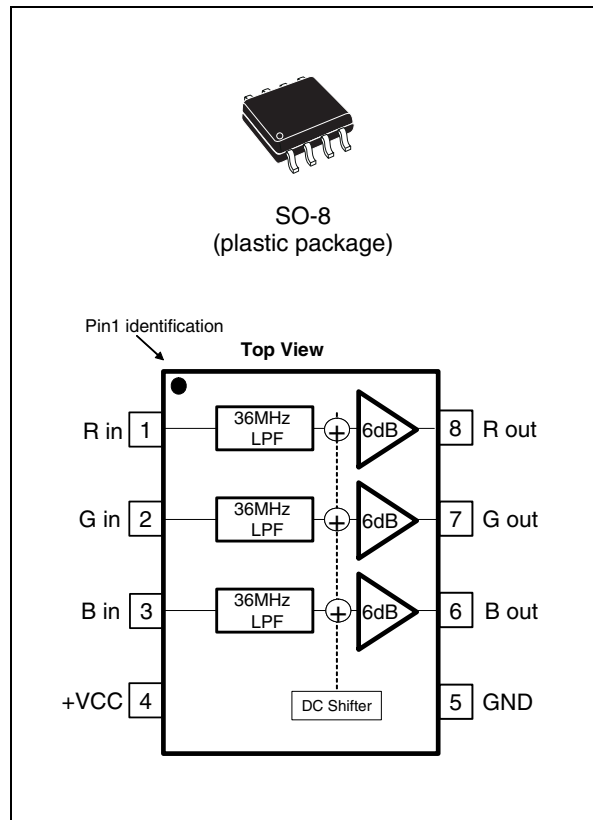 SO-8
(plastic package)
Pin1 identification
Top View
R in 1 36MHz LPF + 6dB 8 R out
G in 2 36MHz LPF + 6dB 7 G out
B in 3 36MHz LPF + 6dB 6 B out
+VCC 4 DC Shifter 5 GND